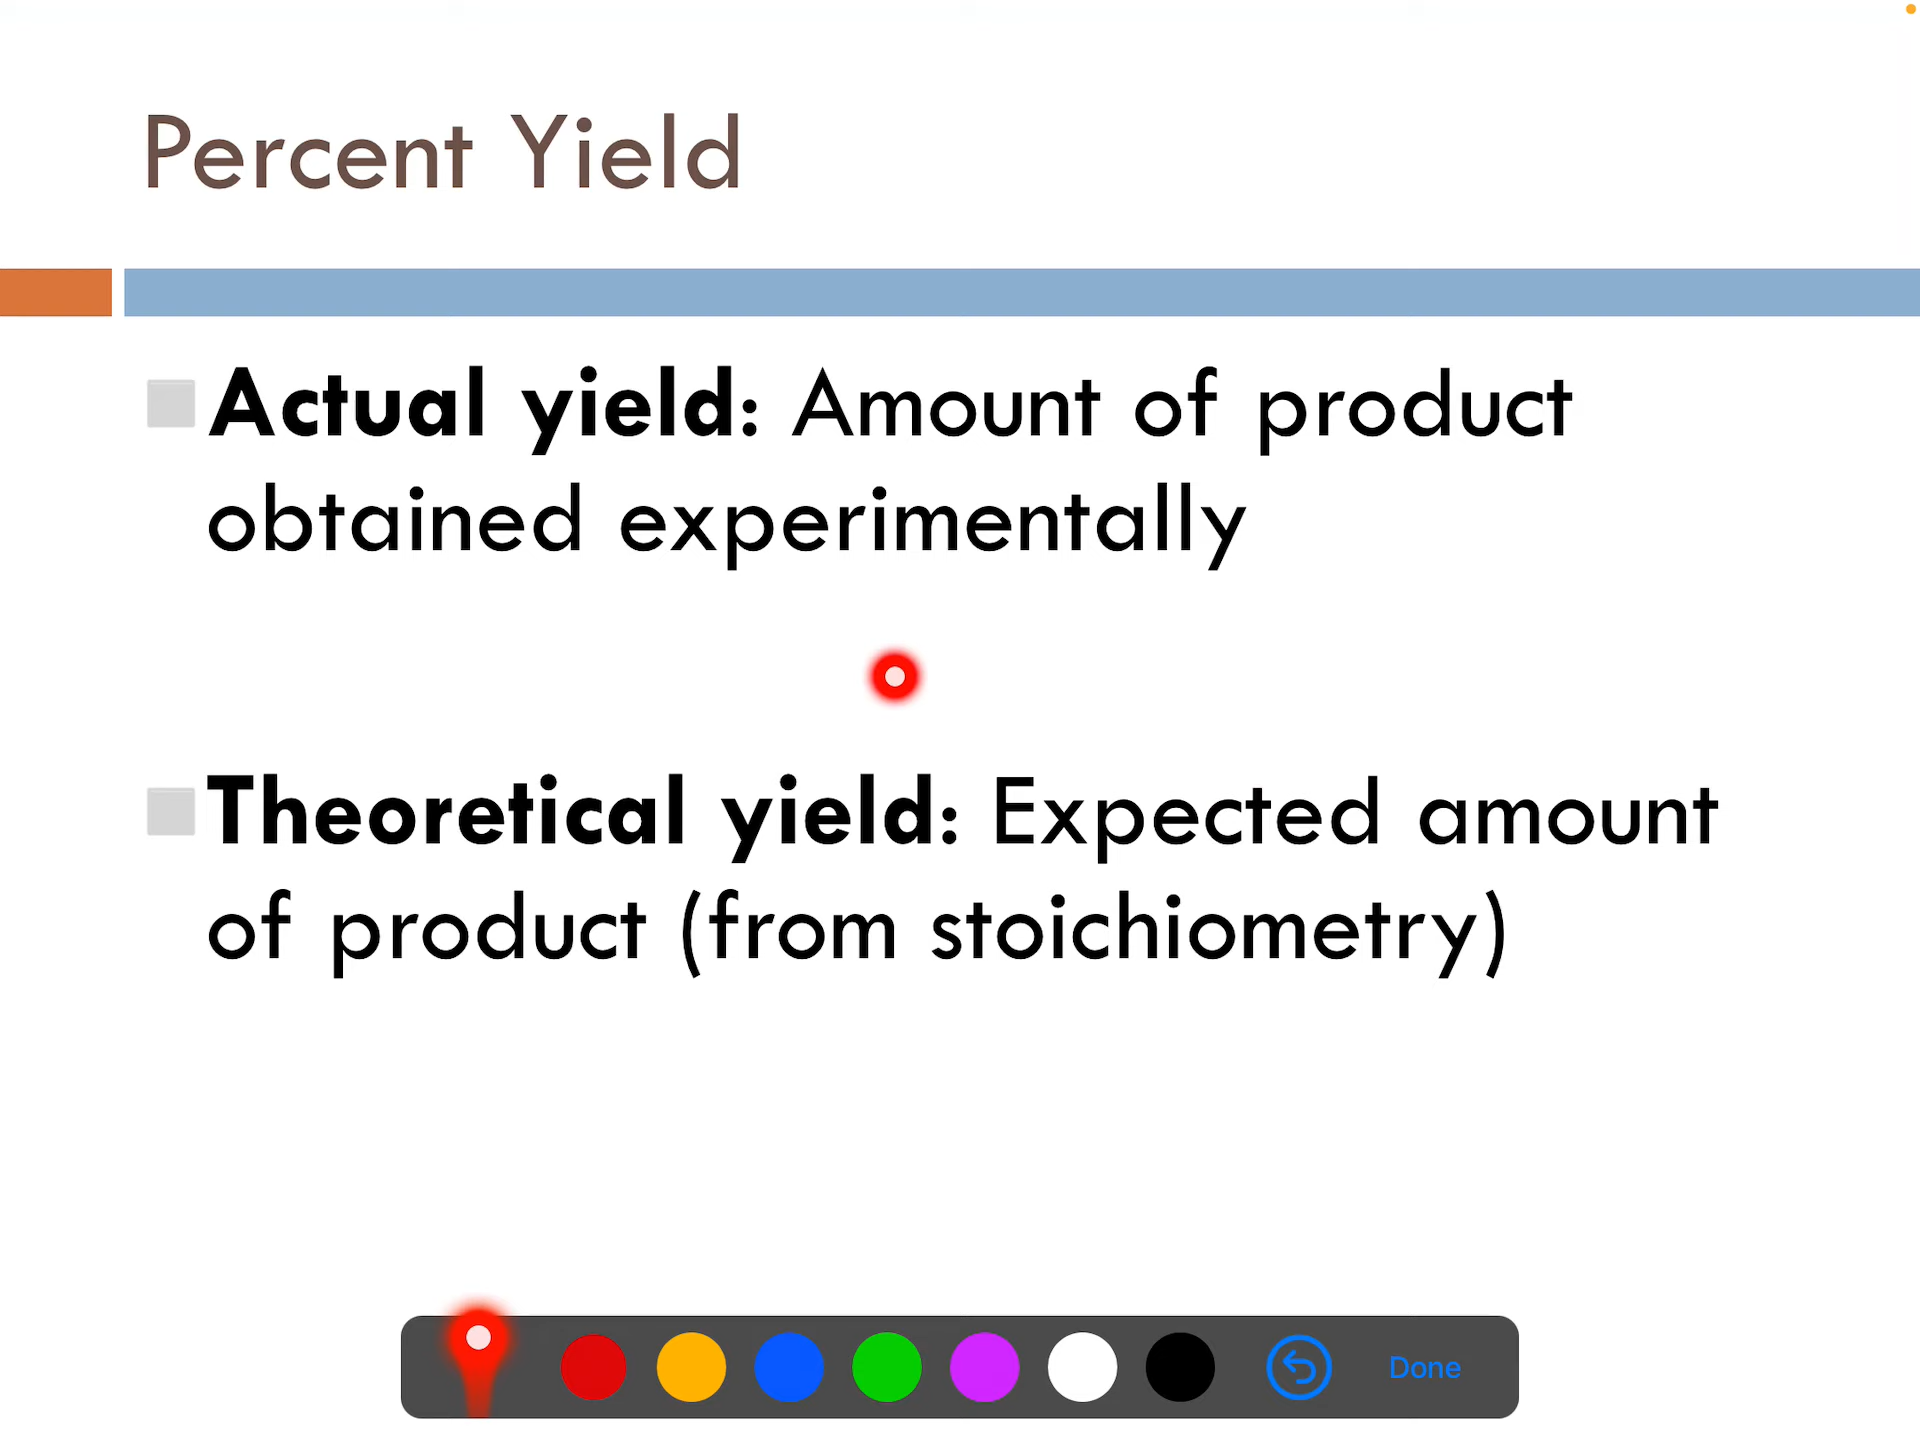 Percent Yield
Actual yield: Amount of product
obtained experimentally
Theoretical yield: Expected amount
of product (from stoichiometry)
Done